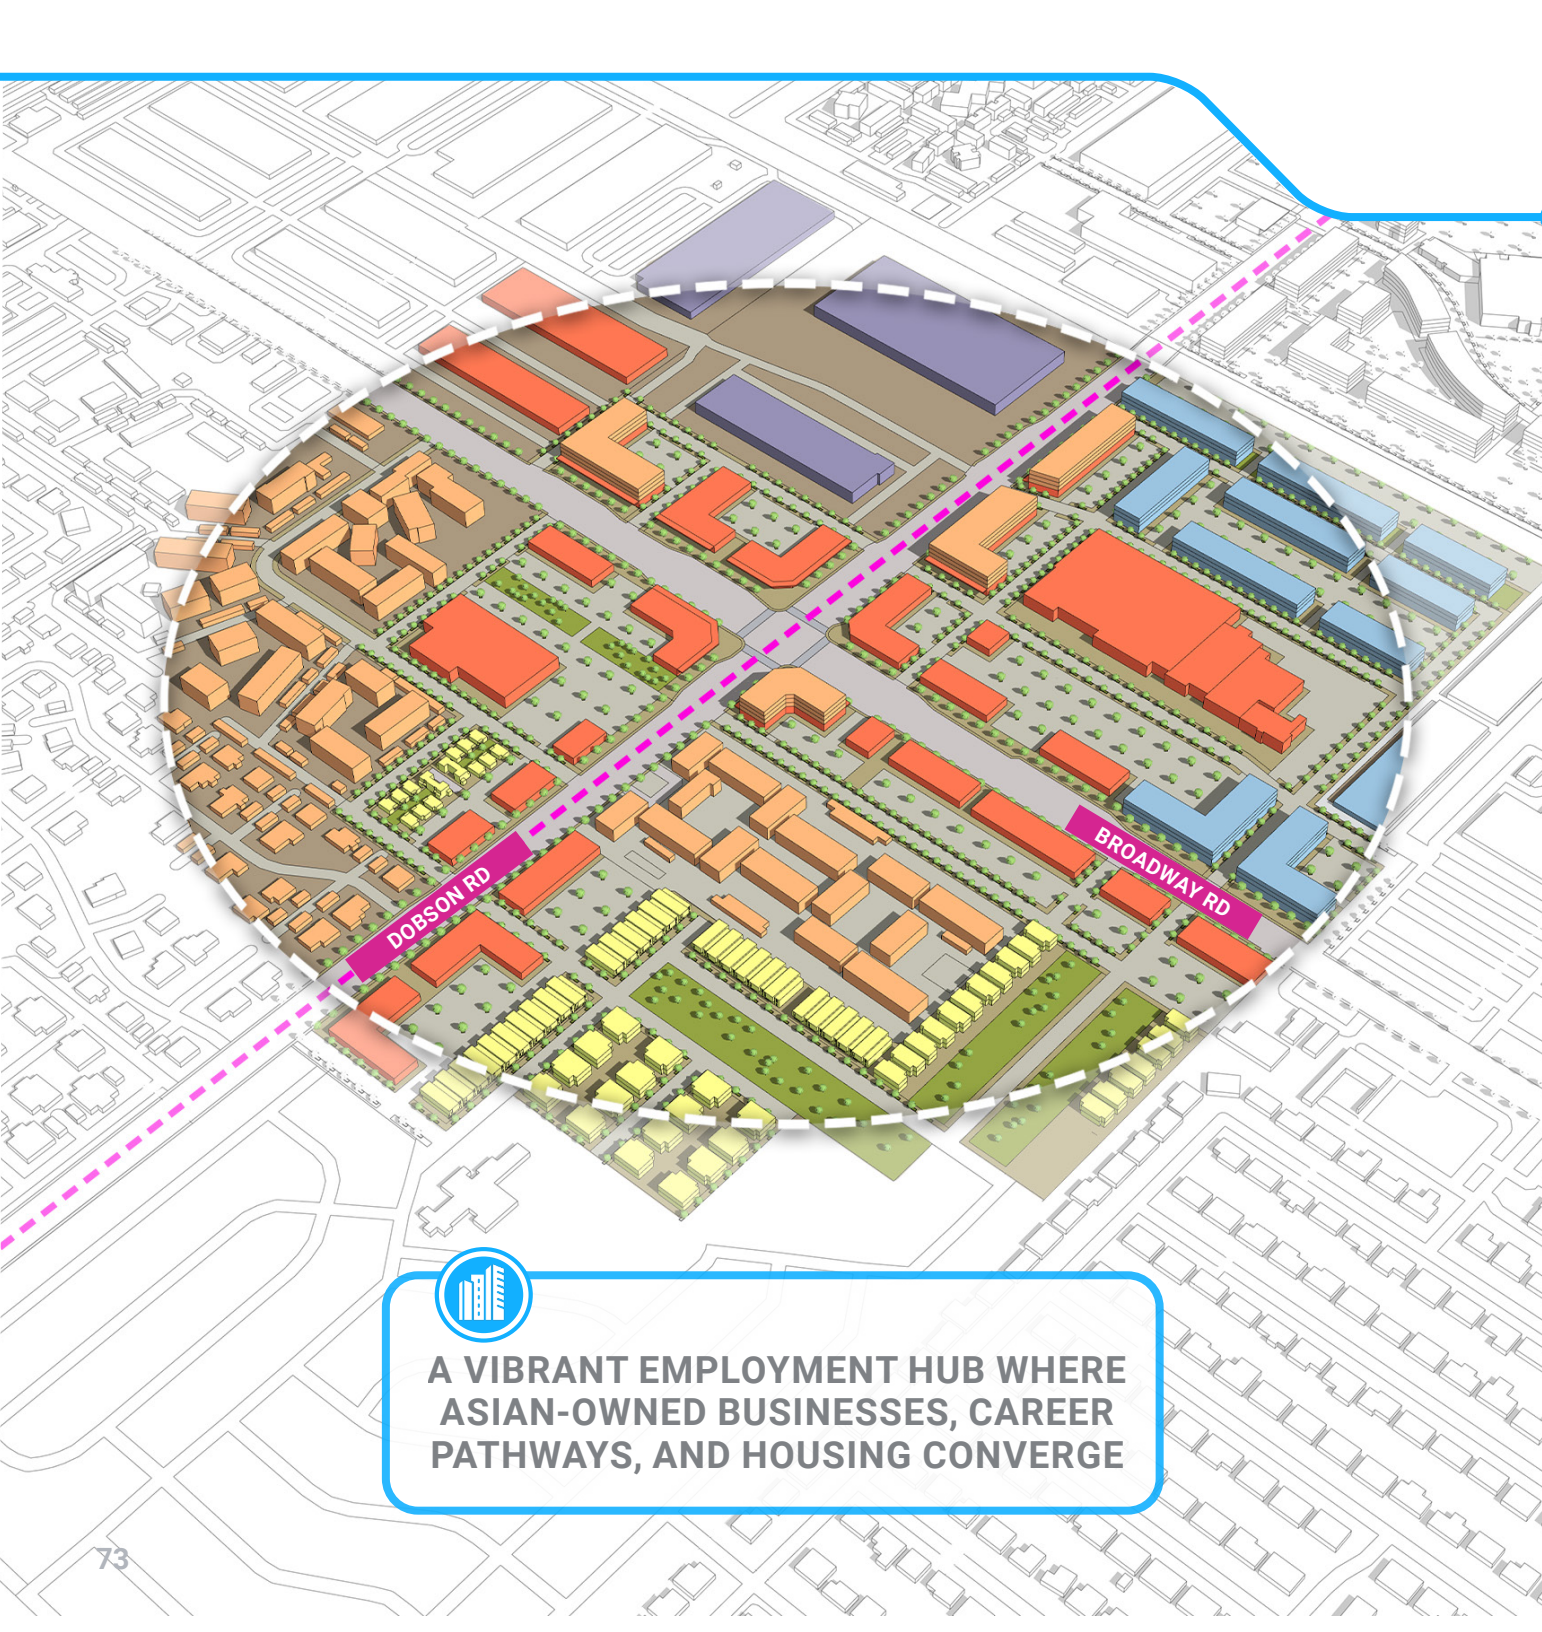 DOBSON RD
BROADWAY RD
A VIBRANT EMPLOYMENT HUB WHERE
ASIAN-OWNED BUSINESSES, CAREER
PATHWAYS, AND HOUSING CONVERGE
73